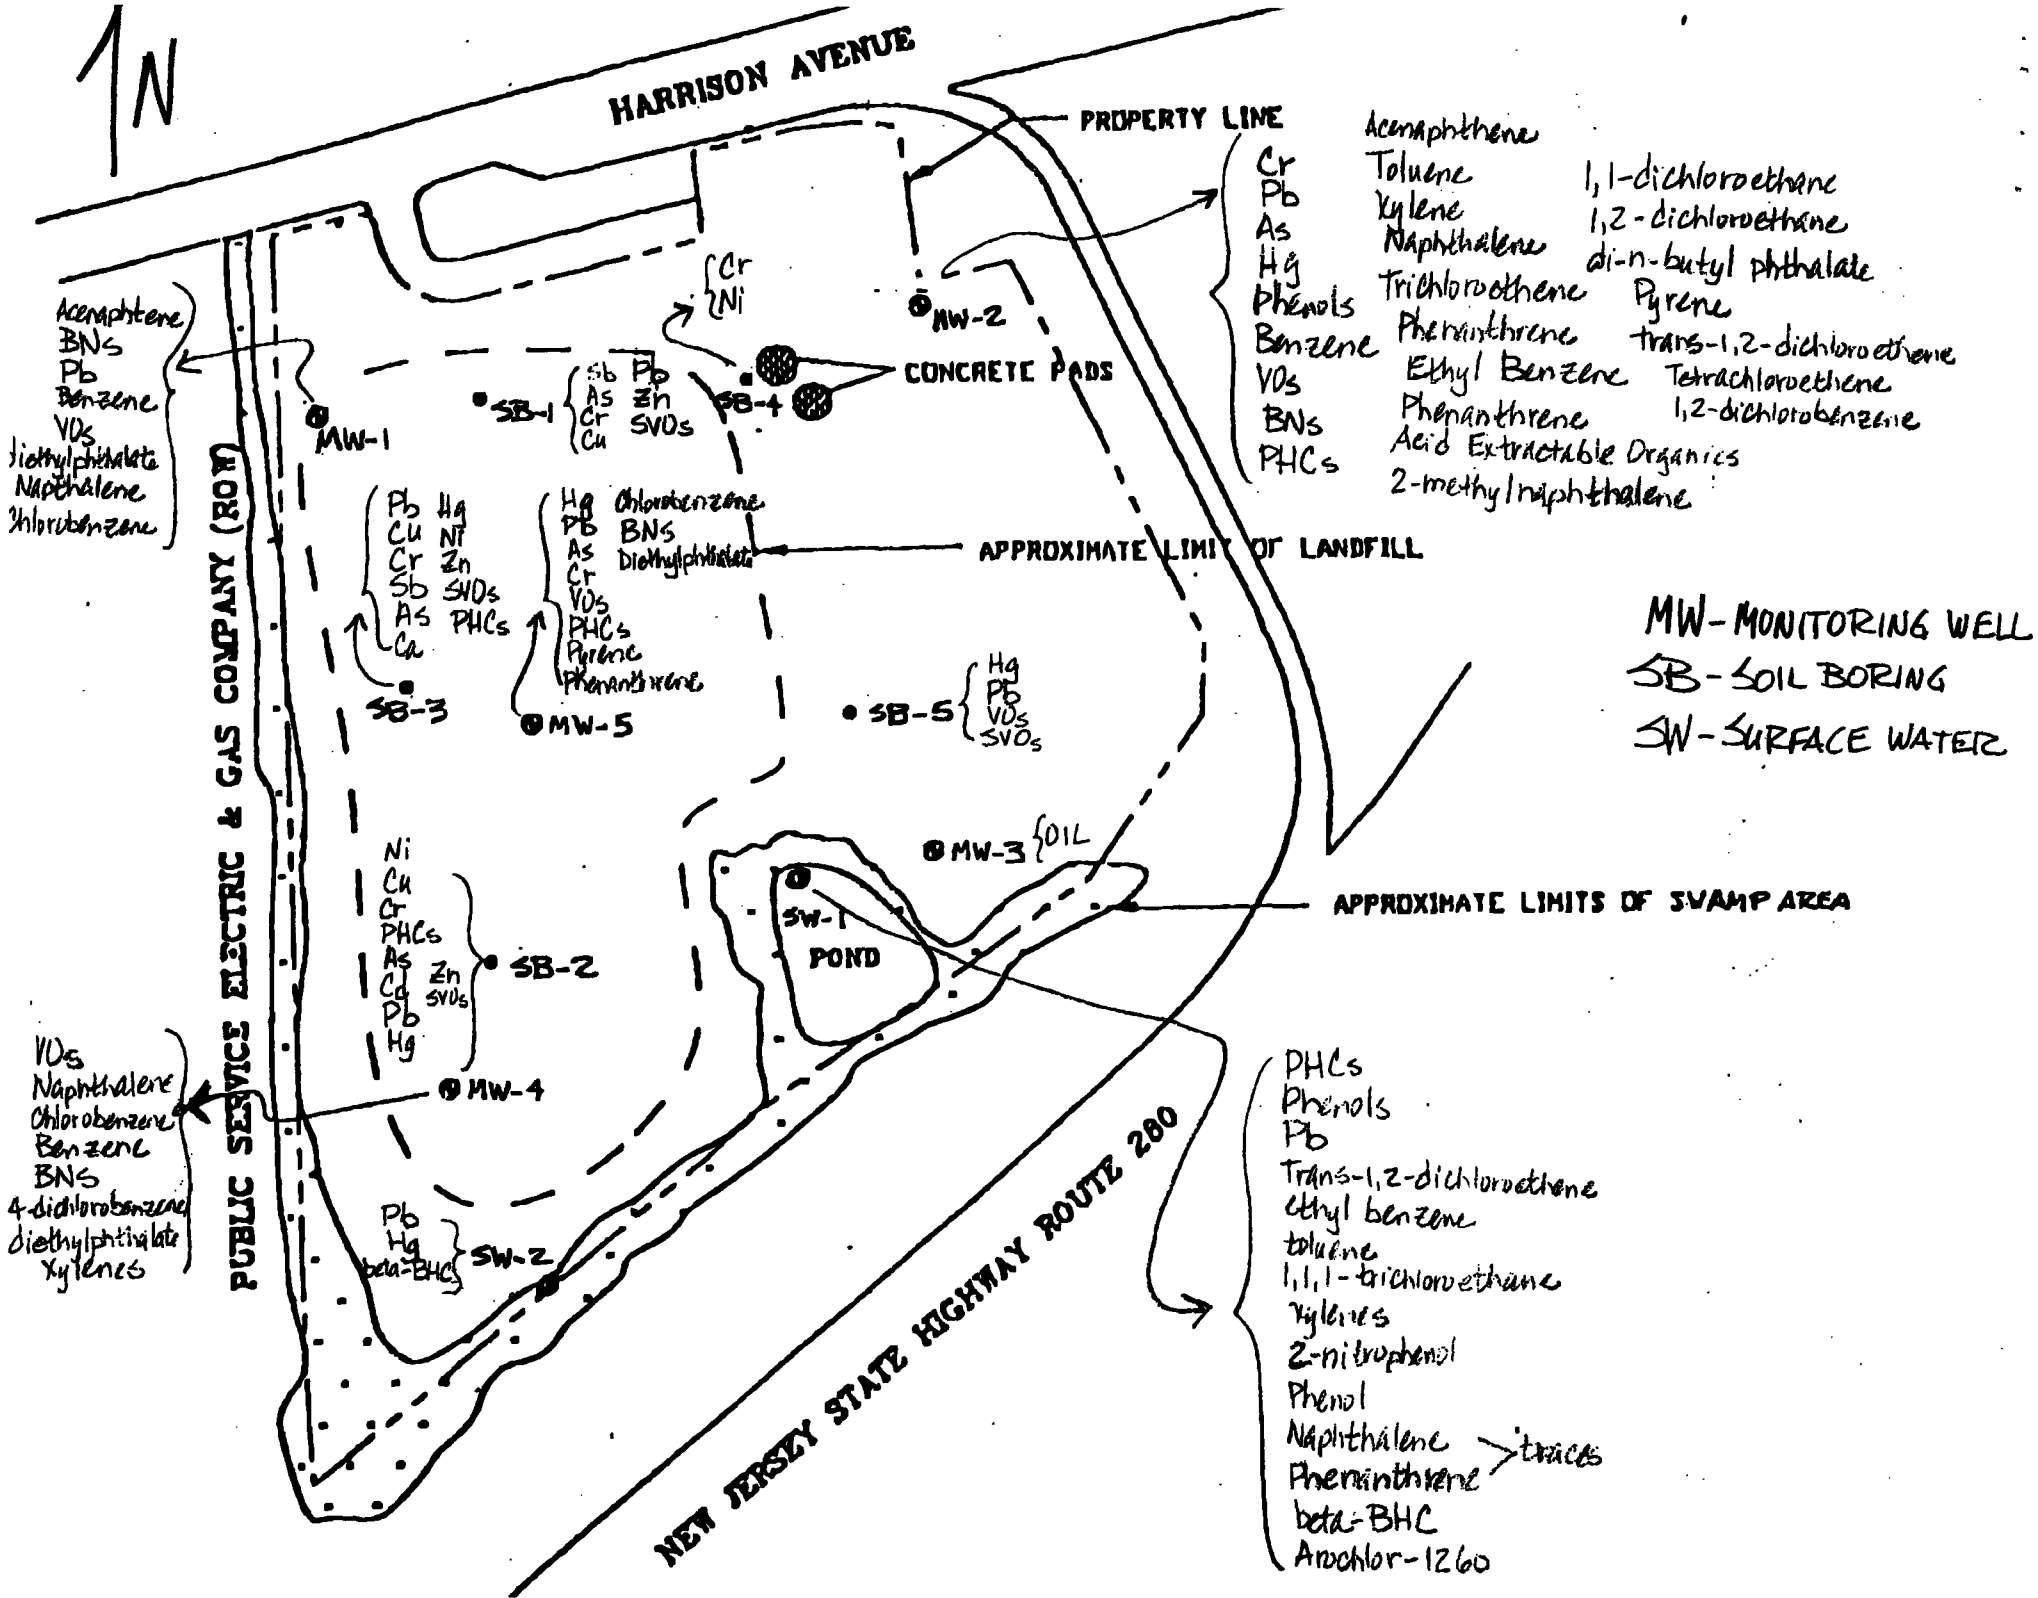 N
HARRISON AVENUE
PROPERTY LINE
Cr
Pb
As
Hg
Phenols
Benzene
VOs
BNs
PHCs
Acenaphthene
Toluene
Xylene
Naphthalene
Trichloroethene
Phenanthrene
Ethyl Benzene
Phenanthrene
Acid Extractable Organics
2-methylnaphthalene
1,1-dichloroethane
1,2-dichloroethane
di-n-butyl phthalate
Pyrene
trans-1,2-dichloroethene
Tetrachloroethene
1,2-dichlorobenzene
Cr
Ni
MW-2
CONCRETE PADS
SB-4
Acenaphtene
BNs
Pb
Benzene
VOs
diethylphthalate
Napthalene
Chlorobenzene
MW-1
SB-1
Sb Pb
As Zn
Cr SVOs
Cu
Pb Hg
Cu Ni
Cr Zn
Sb SVOs
As PHCs
Ca
SB-3
Hg Chlorobenzene
Pb BNs
As Diethylphthalate
Cr
VOs
PHCs
Pyrene
Phenanthrene
MW-5
APPROXIMATE LIMIT OF LANDFILL
MW-MONITORING WELL
SB-SOIL BORING
SW-SURFACE WATER
SB-5
Hg
Pb
VOs
SVOs
MW-3
OIL
PUBLIC SERVICE ELECTRIC & GAS COMPANY (ROW)
Ni
Cu
Cr
PHCs
As
Cd Zn
Pb SVOs
Hg
SB-2
SW-1
POND
APPROXIMATE LIMITS OF SWAMP AREA
MW-4
VOs
Naphthalene
Chlorobenzene
Benzene
BNS
4-dichlorobenzene
diethylphthalate
Xylenes
Pb
Hg
beta-BHC
SW-2
NEW JERSEY STATE HIGHWAY ROUTE 280
PHCs
Phenols
Pb
Trans-1,2-dichloroethene
ethyl benzene
toluene
1,1,1-trichloroethane
Xylenes
2-nitrophenol
Phenol
Naphthalene
Phenanthrene
traces
beta-BHC
Arochlor-1260